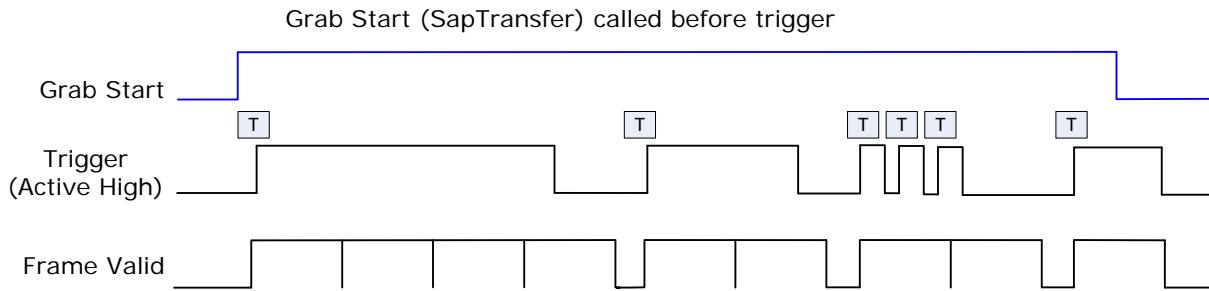 Grab Start (SapTransfer) called before trigger
Grab Start
T T T T T T
Trigger
(Active High)
Frame Valid